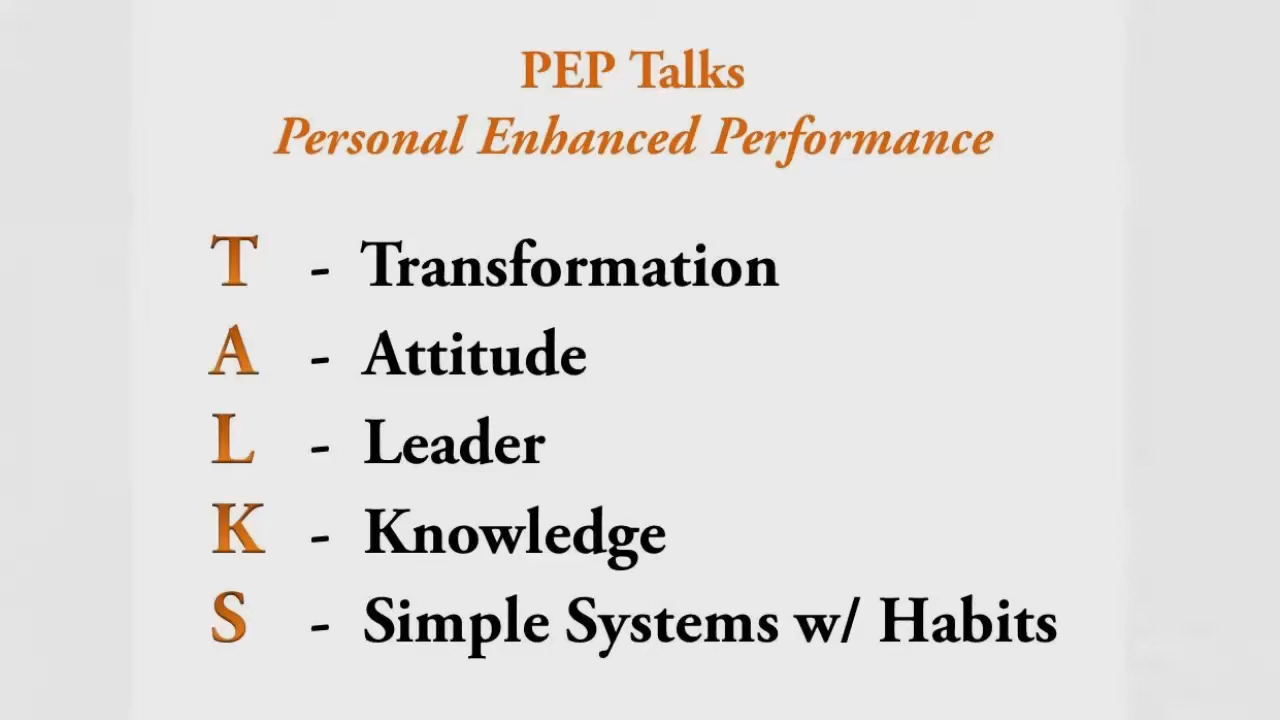 PEP Talks
Personal Enhanced Performance
T - Transformation
A - Attitude
L - Leader
K - Knowledge
S - Simple Systems w/ Habits